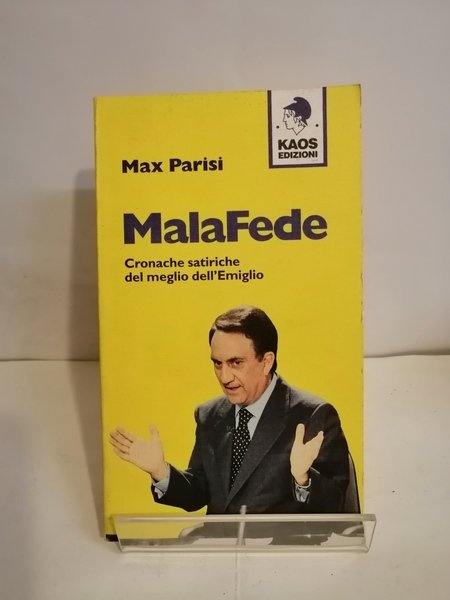 KAOS
EDIZIONI
Max Parisi
MalaFede
Cronache satiriche
del meglio dell'Emiglio